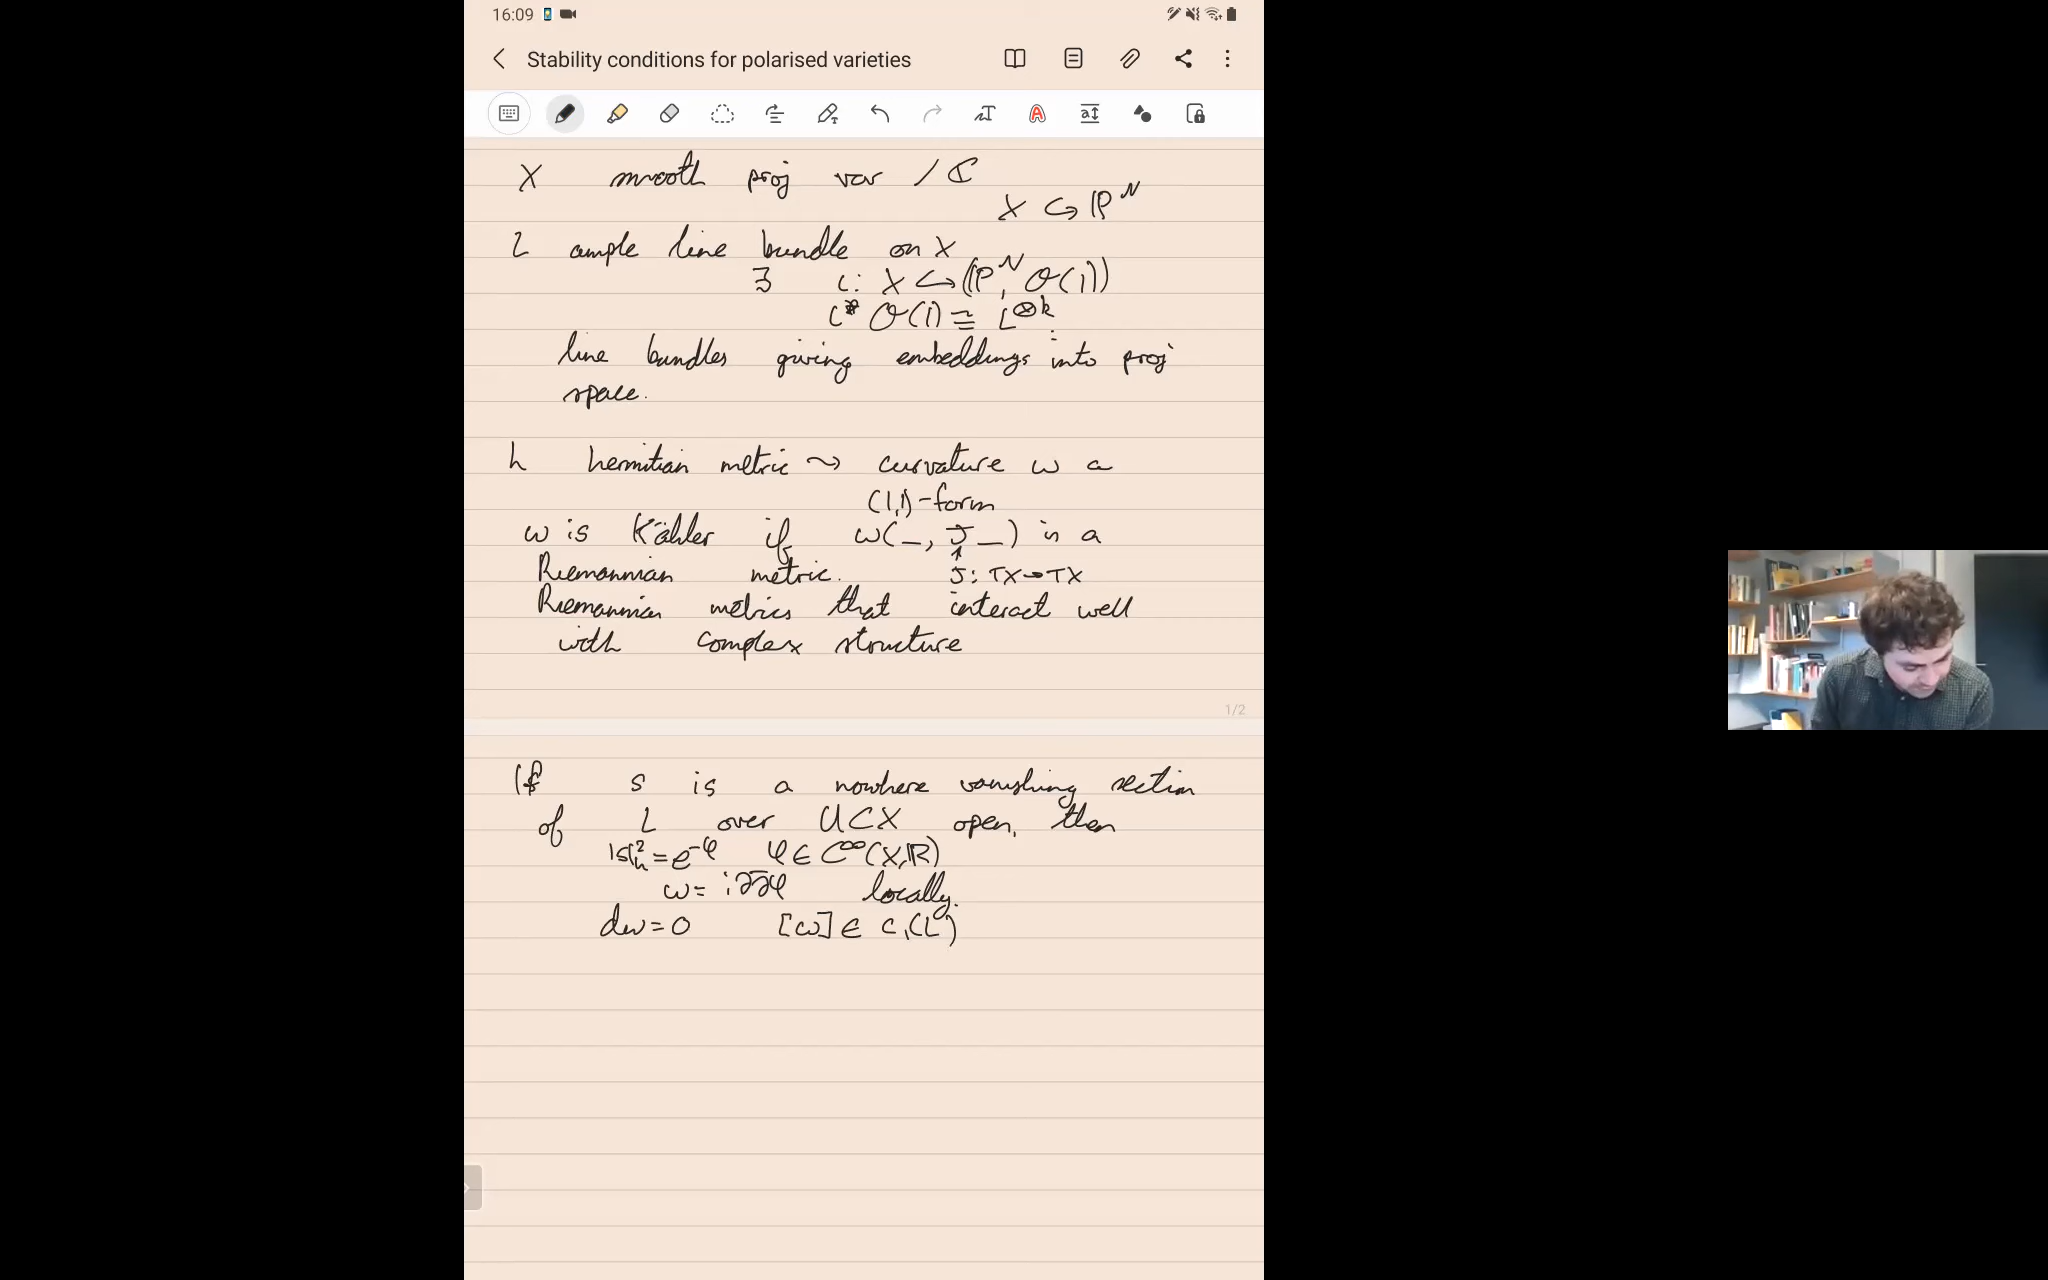 16:09
Stability conditions for polarised varieties
X smooth proj var / ℂ
X ↪ ℙ^N
L ample line bundle on X
∃ ι: X ↪ (ℙ^N, O(1))
ι* O(1) ≅ L^⊗k
line bundles giving embeddings into proj
space.
h hermitian metric ⇝ curvature ω a
(1,1)-form
ω is Kähler if ω(_, J_) is a
Riemannian metric. J: TX→TX
Riemannian metrics that interact well
with complex structure
1/2
If s is a nowhere vanishing section
of L over U⊂X open, then
|s|²_h = e^-φ φ ∈ C^∞(X,ℝ)
ω = i∂∂̄φ locally.
dω = 0 [ω] ∈ c₁(L)